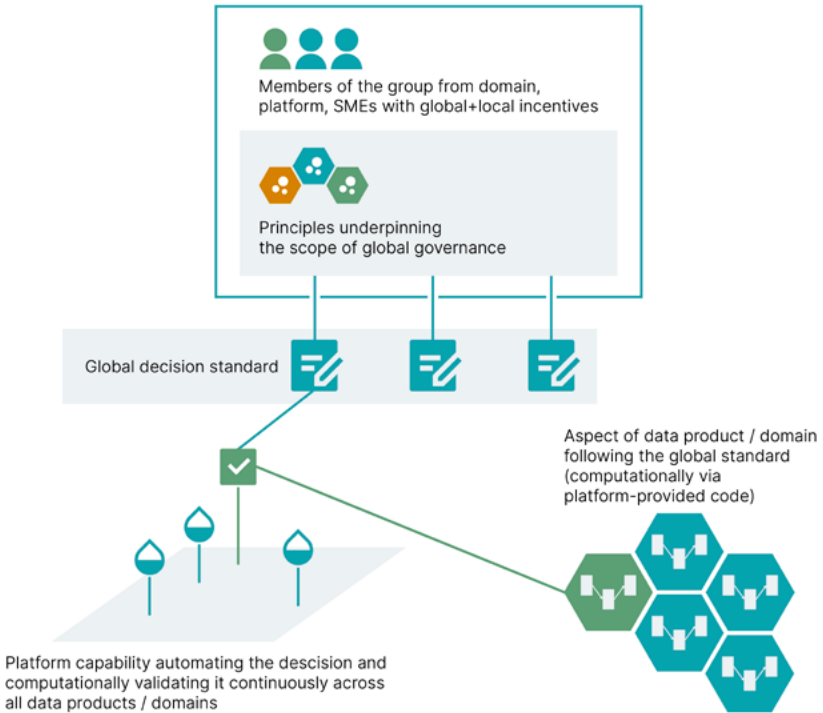 Members of the group from domain,
platform, SMEs with global+local incentives
Principles underpinning
the scope of global governance
Global decision standard
Aspect of data product / domain
following the global standard
(computationally via
platform-provided code)
Platform capability automating the descision and
computationally validating it continuously across
all data products / domains